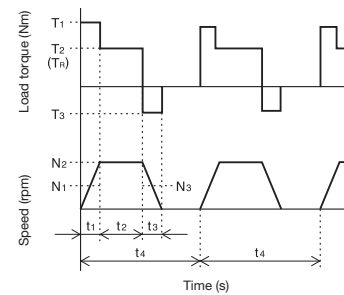 Load torque (Nm)
T1
T2
(TR)
T3
Speed (rpm)
N2
N1
N3
t1 t2 t3
t4 t4
Time (s)